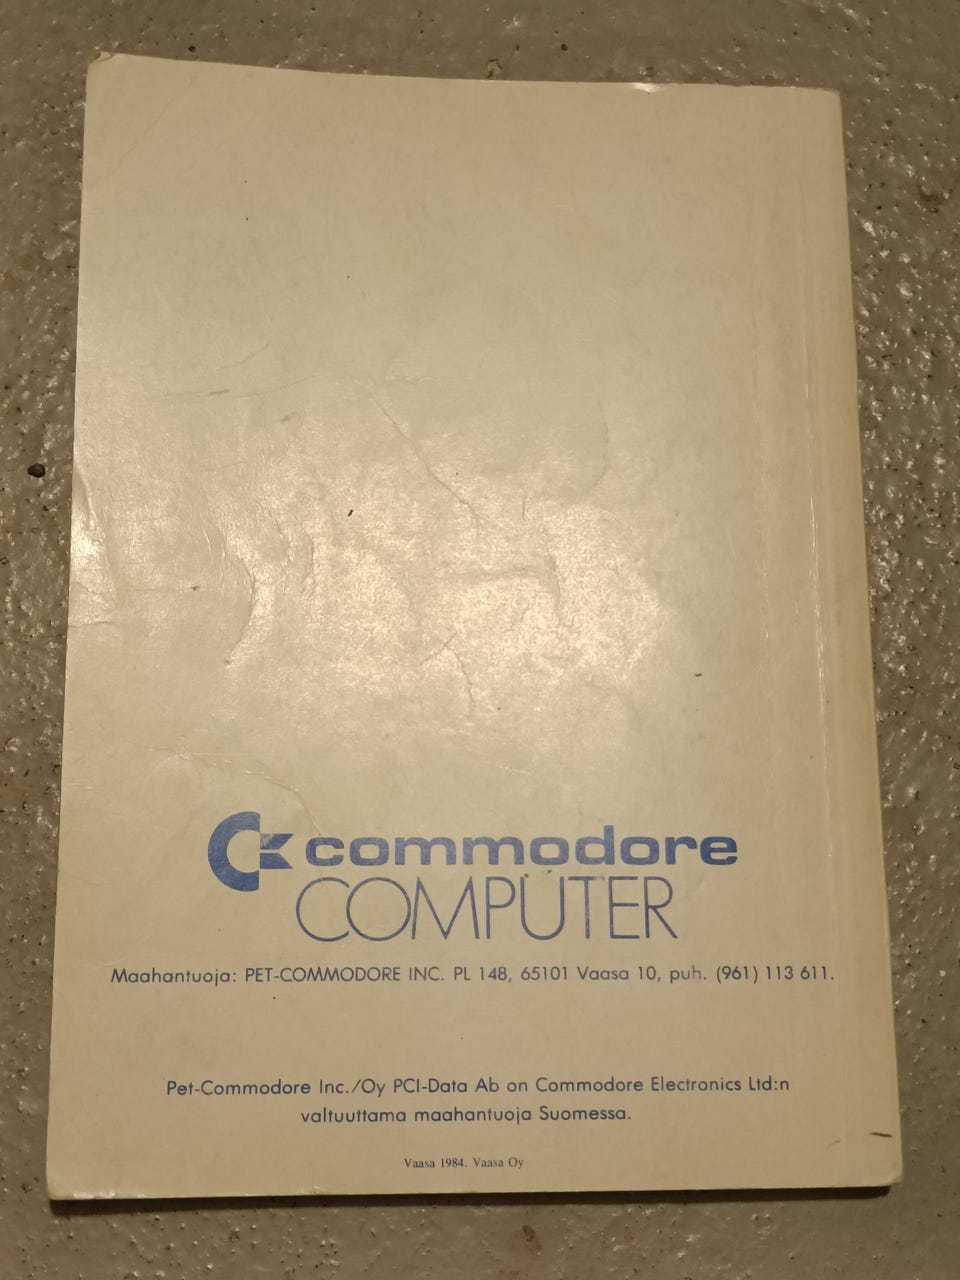 commodore
COMPUTER
Maahantuoja: PET-COMMODORE INC. PL 148, 65101 Vaasa 10, puh. (961) 113 611.
Pet-Commodore Inc./Oy PCI-Data Ab on Commodore Electronics Ltd:n
valtuuttama maahantuoja Suomessa.
Vaasa 1984. Vaasa Oy